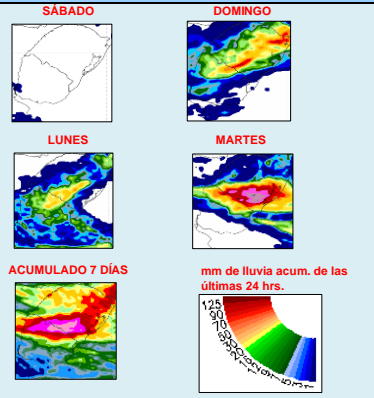 SÁBADO
DOMINGO
LUNES
MARTES
ACUMULADO 7 DÍAS
mm de lluvia acum. de las
últimas 24 hrs.
125
90
70